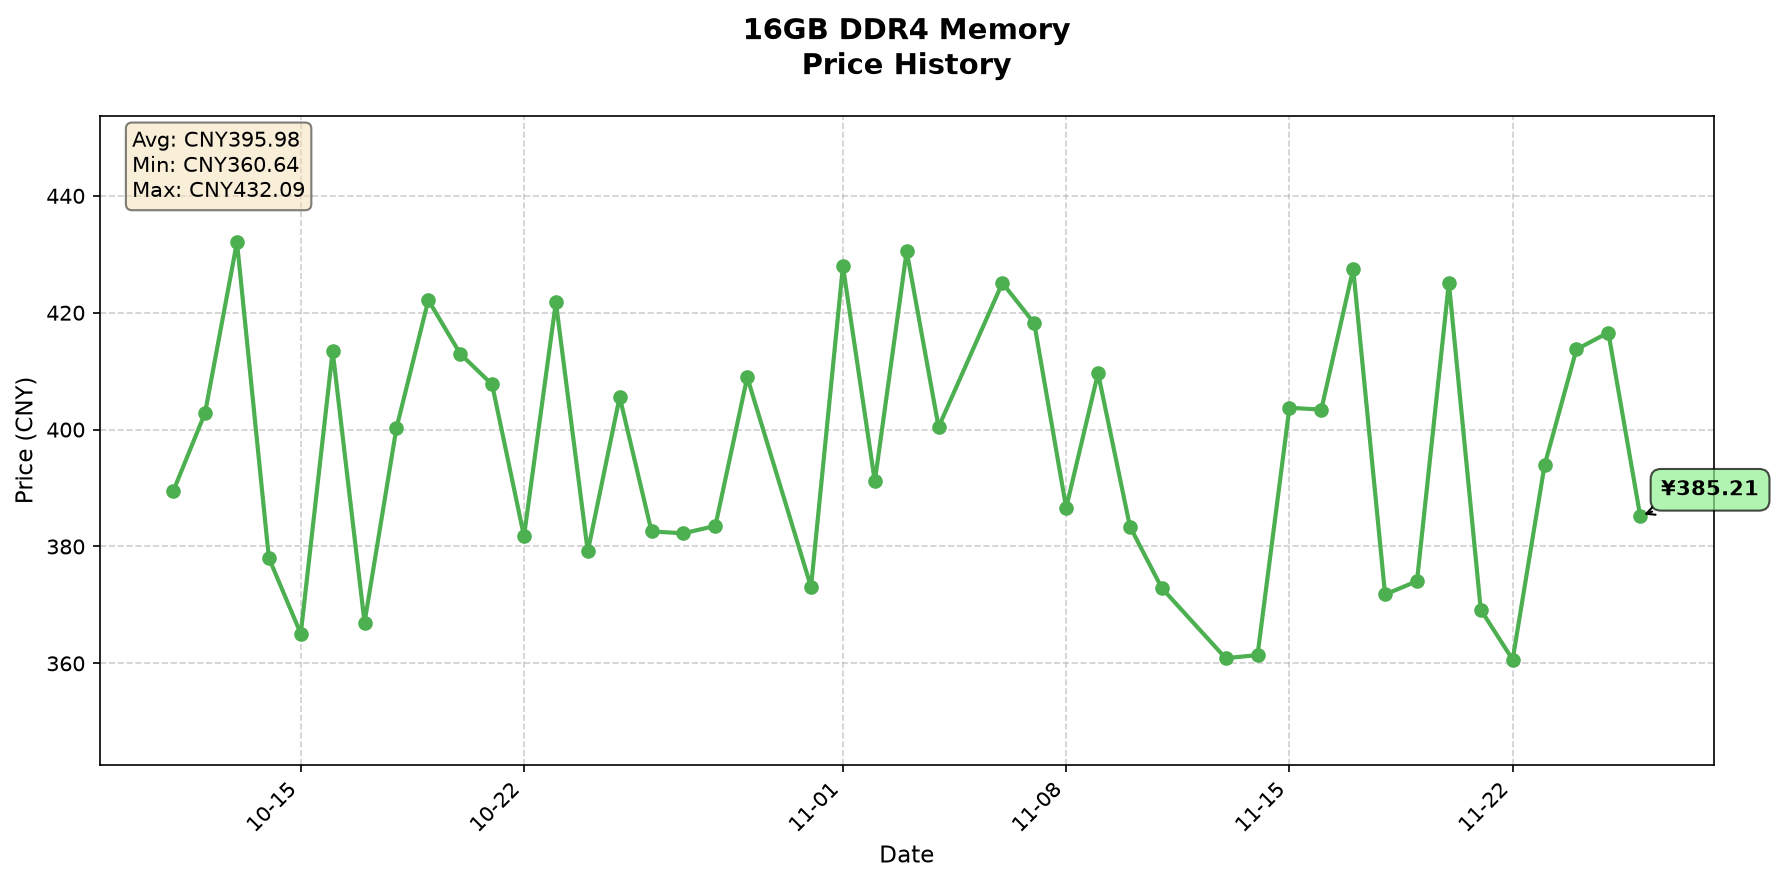 16GB DDR4 Memory
Price History
Avg: CNY395.98
Min: CNY360.64
Max: CNY432.09
440
420
400
380
360
Price (CNY)
¥385.21
10-15
10-22
11-01
11-08
11-15
11-22
Date